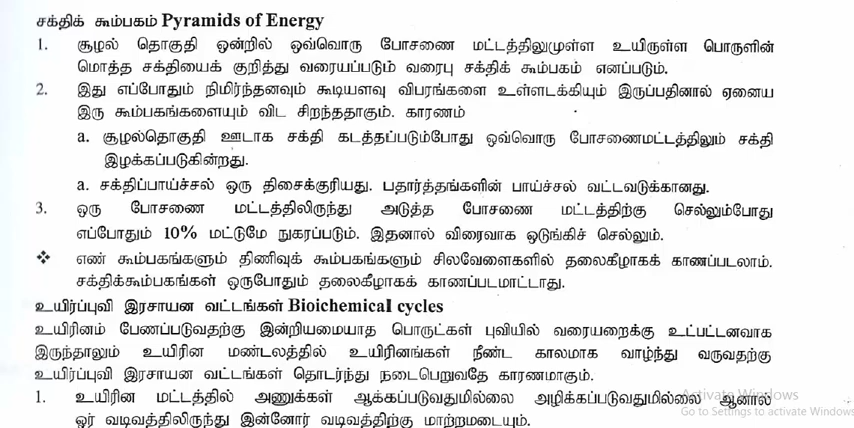 சக்திக் கூம்பகம் Pyramids of Energy
1. சூழல் தொகுதி ஒன்றில் ஒவ்வொரு போசணை மட்டத்திலுமுள்ள உயிருள்ள பொருளின்
மொத்த சக்தியைக் குறித்து வரையப்படும் வரைபு சக்திக் கூம்பகம் எனப்படும்.
2. இது எப்போதும் நிமிர்ந்தனவும் கூடியளவு விபரங்களை உள்ளடக்கியும் இருப்பதினால் ஏனைய
இரு கூம்பகங்களையும் விட சிறந்ததாகும். காரணம்
a. சூழல்தொகுதி ஊடாக சக்தி கடத்தப்படும்போது ஒவ்வொரு போசணைமட்டத்திலும் சக்தி
இழக்கப்படுகின்றது.
a. சக்திப்பாய்ச்சல் ஒரு திசைக்குரியது. பதார்த்தங்களின் பாய்ச்சல் வட்டவடுக்கானது.
3. ஒரு போசணை மட்டத்திலிருந்து அடுத்த போசணை மட்டத்திற்கு செல்லும்போது
எப்போதும் 10% மட்டுமே நுகரப்படும். இதனால் விரைவாக ஒடுங்கிச் செல்லும்.
❖ எண் கூம்பகங்களும் திணிவுக் கூம்பகங்களும் சிலவேளைகளில் தலைகீழாகக் காணப்படலாம்.
சக்திக்கூம்பகங்கள் ஒருபோதும் தலைகீழாகக் காணப்படமாட்டாது.
உயிர்ப்புவி இரசாயன வட்டங்கள் Bioichemical cycles
உயிரினம் பேணப்படுவதற்கு இன்றியமையாத பொருட்கள் புவியில் வரையறைக்கு உட்பட்டனவாக
இருந்தாலும் உயிரின மண்டலத்தில் உயிரினங்கள் நீண்ட காலமாக வாழ்ந்து வருவதற்கு
உயிர்ப்புவி இரசாயன வட்டங்கள் தொடர்ந்து நடைபெறுவதே காரணமாகும்.
1. உயிரின மட்டத்தில் அணுக்கள் ஆக்கப்படுவதுமில்லை அழிக்கப்படுவதுமில்லை ஆனால்
ஓர் வடிவத்திலிருந்து இன்னோர் வடிவத்திற்கு மாற்றமடையும்.
Activate Windows
Go to Settings to activate Windows